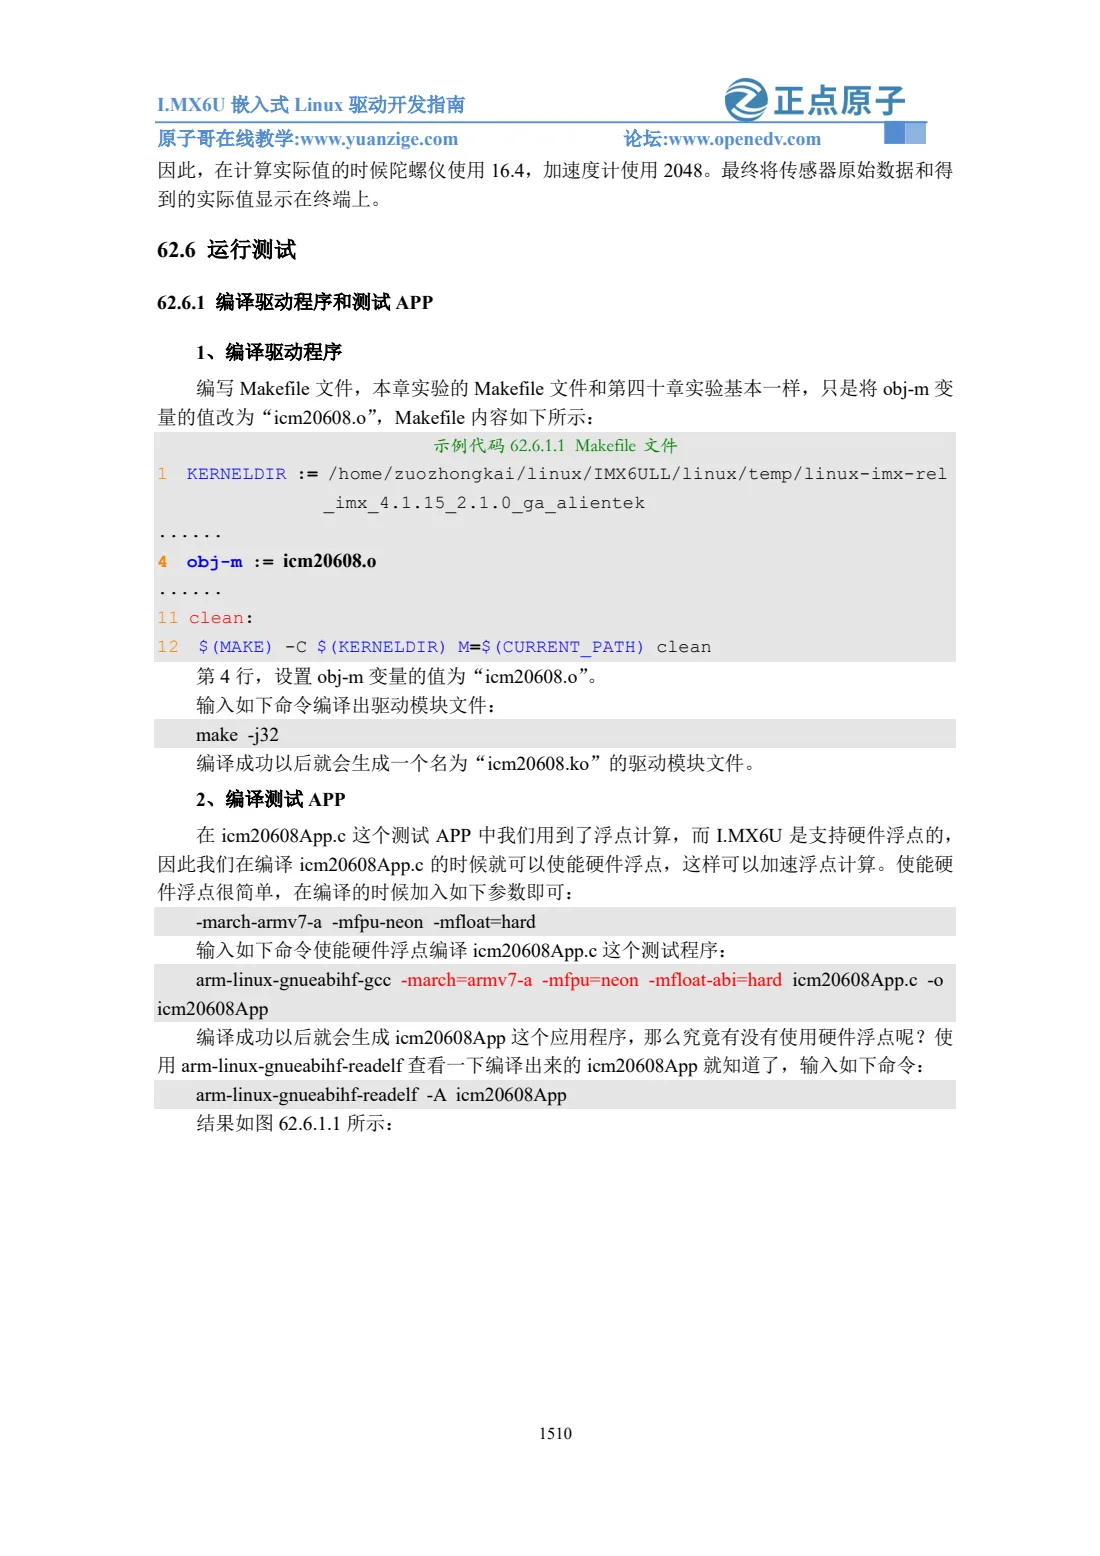 I.MX6U 嵌入式 Linux 驱动开发指南
正点原子
原子哥在线教学:www.yuanzige.com 论坛:www.openedv.com
因此，在计算实际值的时候陀螺仪使用 16.4，加速度计使用 2048。最终将传感器原始数据和得
到的实际值显示在终端上。
62.6 运行测试
62.6.1 编译驱动程序和测试 APP
1、编译驱动程序
编写 Makefile 文件，本章实验的 Makefile 文件和第四十章实验基本一样，只是将 obj-m 变
量的值改为“icm20608.o”，Makefile 内容如下所示：
示例代码 62.6.1.1 Makefile 文件
1 KERNELDIR := /home/zuozhongkai/linux/IMX6ULL/linux/temp/linux-imx-rel
_imx_4.1.15_2.1.0_ga_alientek
......
4 obj-m := icm20608.o
......
11 clean:
12 $(MAKE) -C $(KERNELDIR) M=$(CURRENT_PATH) clean
第 4 行，设置 obj-m 变量的值为“icm20608.o”。
输入如下命令编译出驱动模块文件：
make -j32
编译成功以后就会生成一个名为“icm20608.ko”的驱动模块文件。
2、编译测试 APP
在 icm20608App.c 这个测试 APP 中我们用到了浮点计算，而 I.MX6U 是支持硬件浮点的，
因此我们在编译 icm20608App.c 的时候就可以使能硬件浮点，这样可以加速浮点计算。使能硬
件浮点很简单，在编译的时候加入如下参数即可：
-march-armv7-a -mfpu-neon -mfloat=hard
输入如下命令使能硬件浮点编译 icm20608App.c 这个测试程序：
arm-linux-gnueabihf-gcc -march=armv7-a -mfpu=neon -mfloat-abi=hard icm20608App.c -o
icm20608App
编译成功以后就会生成 icm20608App 这个应用程序，那么究竟有没有使用硬件浮点呢？使
用 arm-linux-gnueabihf-readelf 查看一下编译出来的 icm20608App 就知道了，输入如下命令：
arm-linux-gnueabihf-readelf -A icm20608App
结果如图 62.6.1.1 所示：
1510